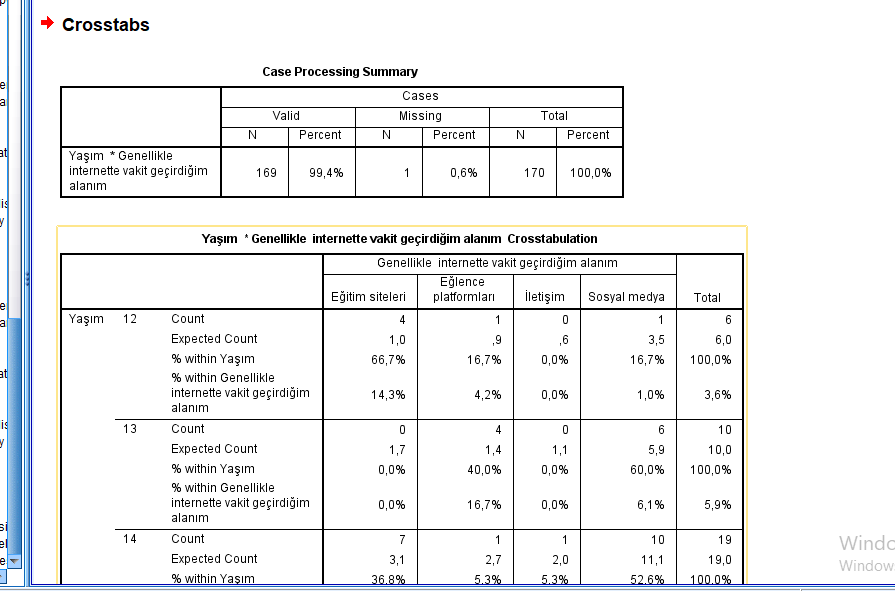 Crosstabs
Case Processing Summary
Cases
Valid Missing Total
N Percent N Percent N Percent
Yaşım * Genellikle
internette vakit geçirdiğim
alanım
169 99,4% 1 0,6% 170 100,0%
Yaşım * Genellikle internette vakit geçirdiğim alanım Crosstabulation
Genellikle internette vakit geçirdiğim alanım
Eğitim siteleri Eğlence platformları İletişim Sosyal medya Total
Yaşım 12 Count 4 1 0 1 6
Expected Count 1,0 ,9 ,6 3,5 6,0
% within Yaşım 66,7% 16,7% 0,0% 16,7% 100,0%
% within Genellikle
internette vakit geçirdiğim
alanım
14,3% 4,2% 0,0% 1,0% 3,6%
13 Count 0 4 0 6 10
Expected Count 1,7 1,4 1,1 5,9 10,0
% within Yaşım 0,0% 40,0% 0,0% 60,0% 100,0%
% within Genellikle
internette vakit geçirdiğim
alanım
0,0% 16,7% 0,0% 6,1% 5,9%
14 Count 7 1 1 10 19
Expected Count 3,1 2,7 2,0 11,1 19,0
% within Yaşım 36,8% 5,3% 5,3% 52,6% 100,0%
Windo
Window